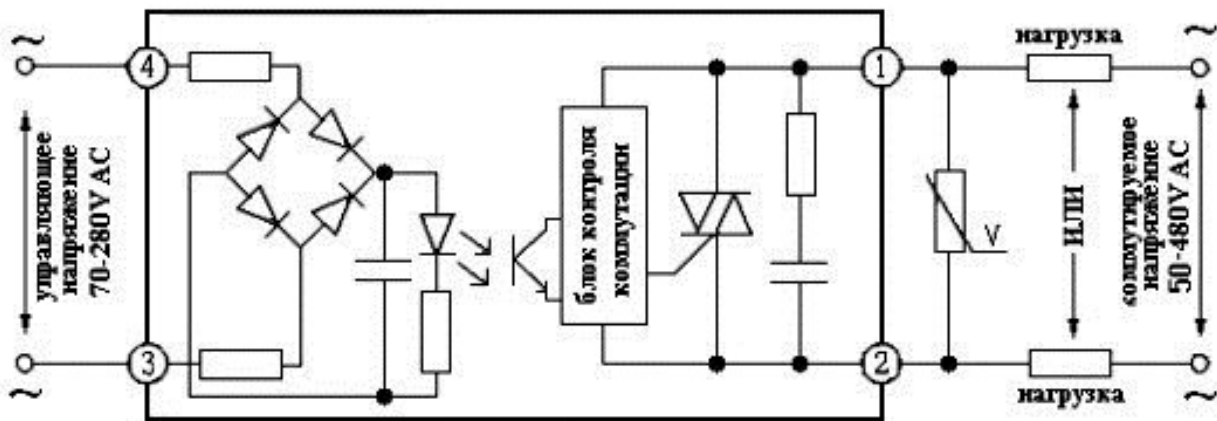 ~
управляющее
напряжение
70-280V AC
~
4
3
блок контроля
коммутации
1
2
V
нагрузка
ИЛИ
нагрузка
~
коммутируемое
напряжение
50-480V AC
~